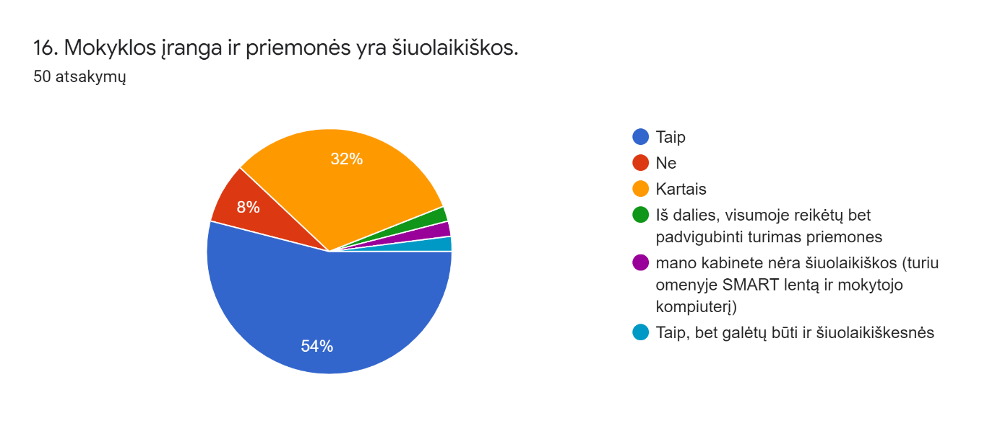 16. Mokyklos įranga ir priemonės yra šiuolaikiškos.
50 atsakymų
32%
8%
54%
Taip
Ne
Kartais
Iš dalies, visumoje reikėtų bet
padvigubinti turimas priemones
mano kabinete nėra šiuolaikiškos (turiu
omenyje SMART lentą ir mokytojo
kompiuterį)
Taip, bet galėtų būti ir šiuolaikiškesnės